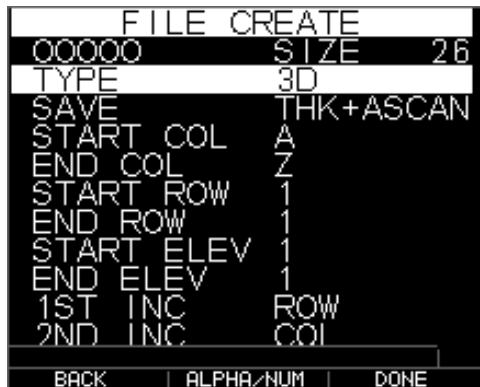 FILE CREATE
00000 SIZE 26
TYPE 3D
SAVE THK+ASCAN
START COL A
END COL Z
START ROW 1
END ROW 1
START ELEV 1
END ELEV 1
1ST INC ROW
2ND INC COL
BACK | ALPHA/NUM | DONE